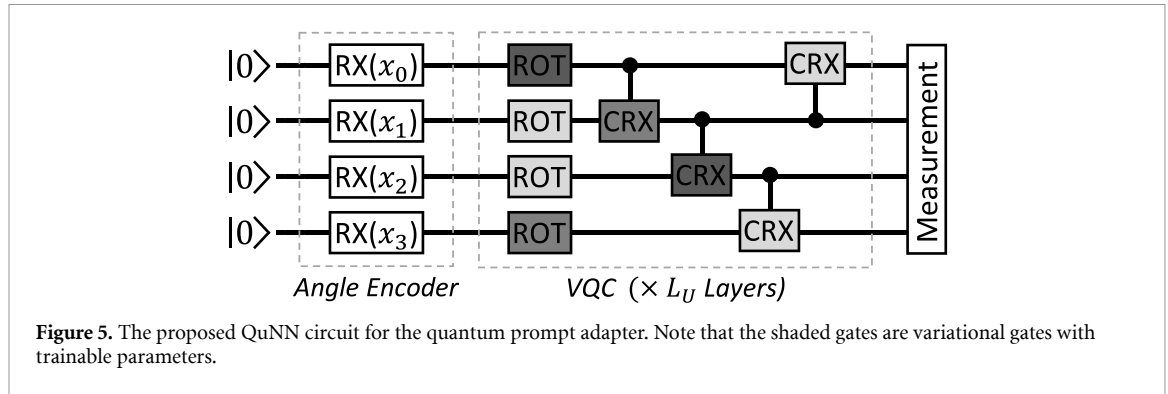 |0⟩ RX(x₀) ROT CRX
|0⟩ RX(x₁) ROT CRX
|0⟩ RX(x₂) ROT CRX
|0⟩ RX(x₃) ROT CRX
Measurement
Angle Encoder VQC (× L_U Layers)
Figure 5. The proposed QuNN circuit for the quantum prompt adapter. Note that the shaded gates are variational gates with
trainable parameters.